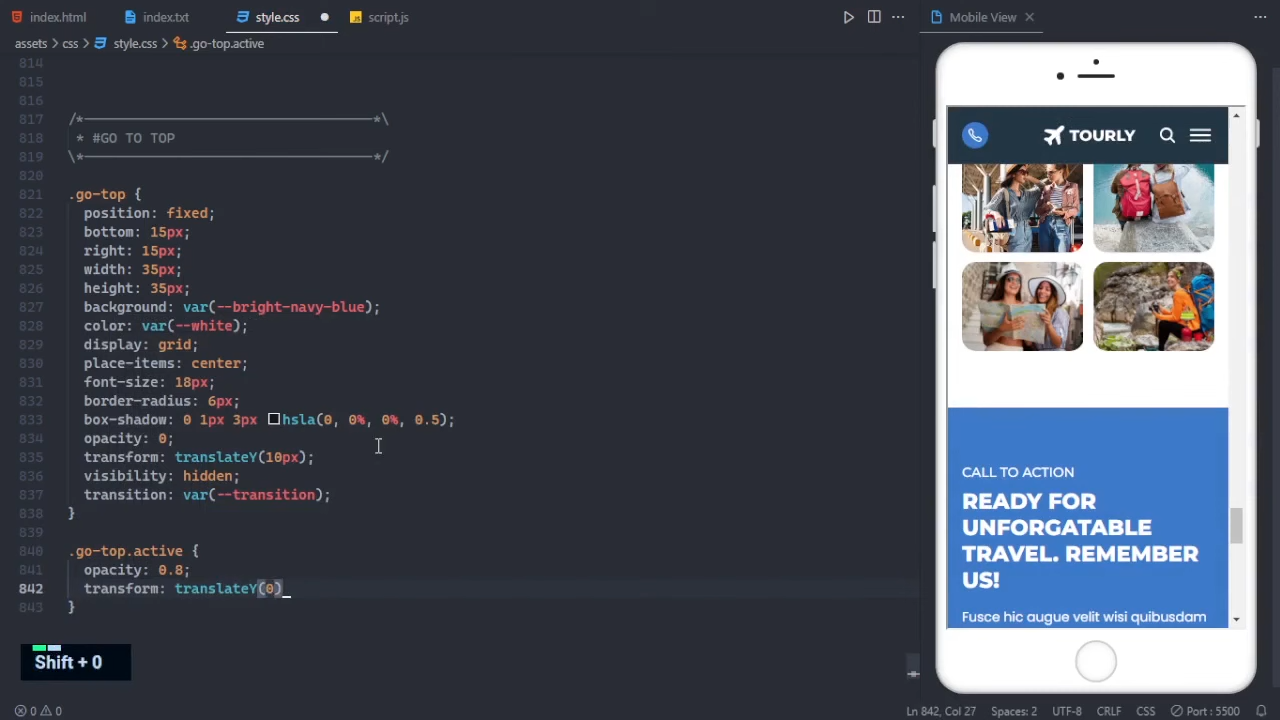 index.html
index.txt
style.css
script.js
Mobile View
assets > css > style.css > .go-top.active
814
815
816
817 /*-----------------------------------*\
818 * #GO TO TOP
819 \*-----------------------------------*/
820
821 .go-top {
822 position: fixed;
823 bottom: 15px;
824 right: 15px;
825 width: 35px;
826 height: 35px;
827 background: var(--bright-navy-blue);
828 color: var(--white);
829 display: grid;
830 place-items: center;
831 font-size: 18px;
832 border-radius: 6px;
833 box-shadow: 0 1px 3px hsla(0, 0%, 0%, 0.5);
834 opacity: 0;
835 transform: translateY(10px);
836 visibility: hidden;
837 transition: var(--transition);
838 }
839
840 .go-top.active {
841 opacity: 0.8;
842 transform: translateY(0)
843 }
Shift + 0
TOURLY
CALL TO ACTION
READY FOR
UNFORGATABLE
TRAVEL. REMEMBER
US!
Fusce hic augue velit wisi quibusdam
0 0
Ln 842, Col 27
Spaces: 2
UTF-8
CRLF
CSS
Port : 5500